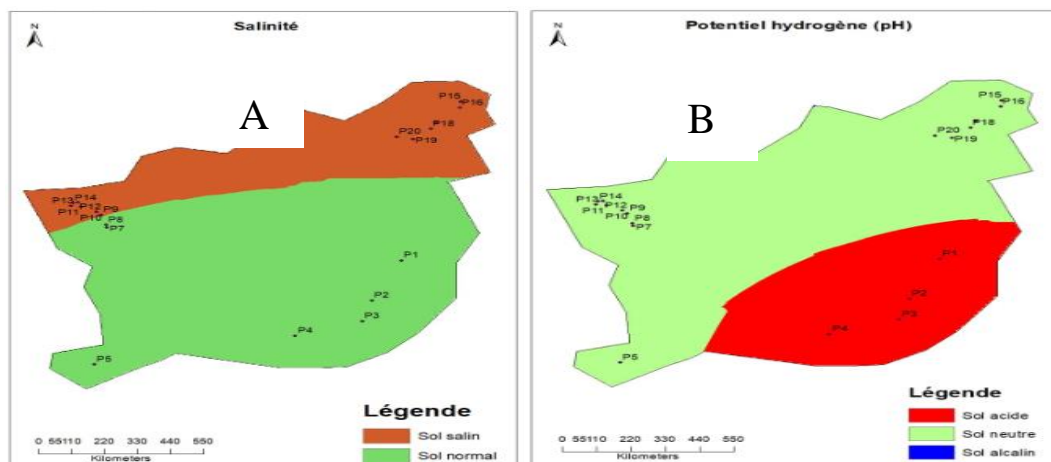 N
Salinité
A
P15
P16
P18
P20
P19
P13
P14
P11
P12
P9
P10
P8
P7
P1
P2
P3
P4
P5
Légende
0 55110 220 330 440 550
Kilometers
Sol salin
Sol normal
N
Potentiel hydrogène (pH)
B
P15
P16
P18
P20
P19
P13
P14
P11
P12
P9
P10
P8
P7
P1
P2
P3
P4
P5
Légende
0 55110 220 330 440 550
Kilometers
Sol acide
Sol neutre
Sol alcalin